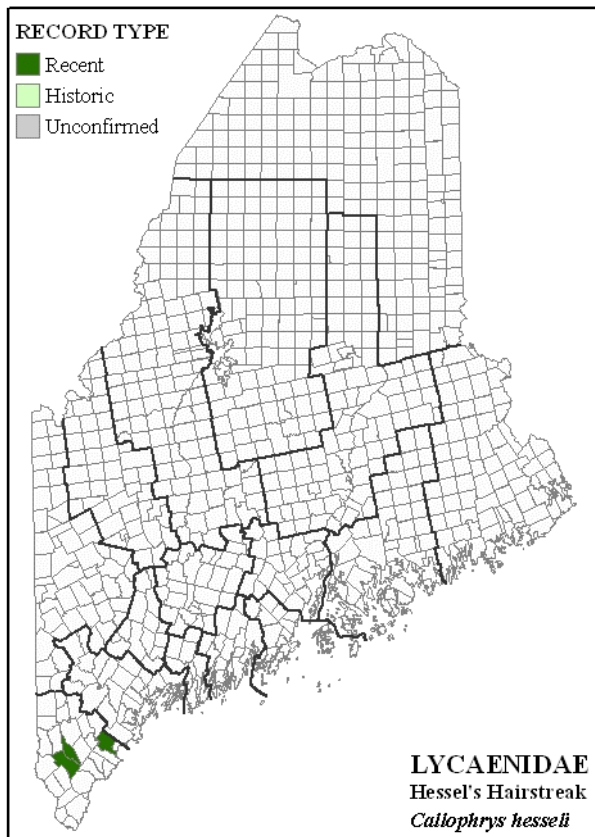 RECORD TYPE
Recent
Historic
Unconfirmed
LYCAENIDAE
Hessel's Hairstreak
Callophrys hesseli